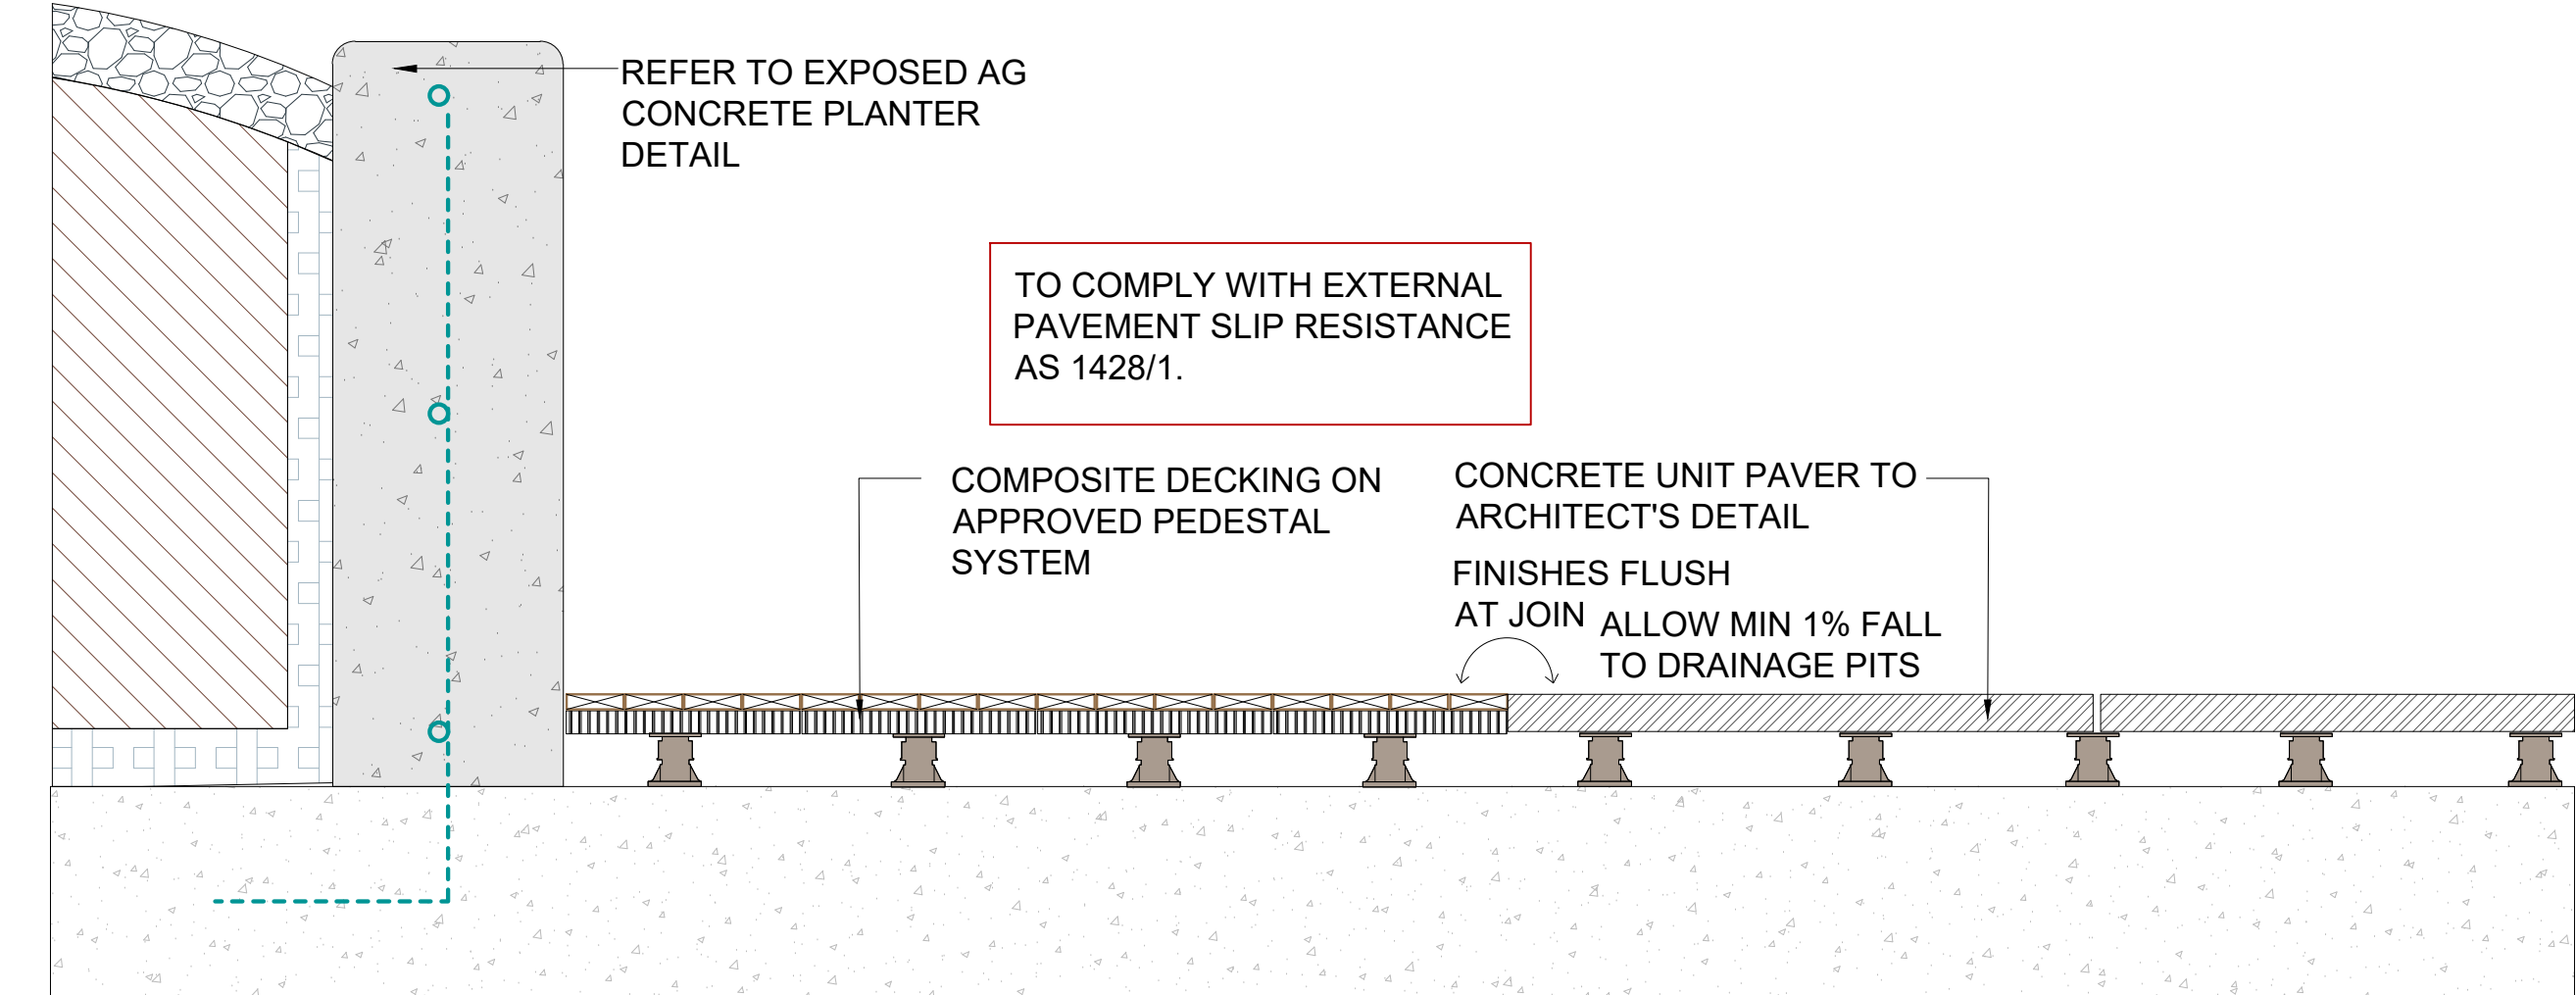 REFER TO EXPOSED AG
CONCRETE PLANTER
DETAIL
TO COMPLY WITH EXTERNAL
PAVEMENT SLIP RESISTANCE
AS 1428/1.
COMPOSITE DECKING ON
APPROVED PEDESTAL
SYSTEM
CONCRETE UNIT PAVER TO
ARCHITECT'S DETAIL
FINISHES FLUSH
AT JOIN
ALLOW MIN 1% FALL
TO DRAINAGE PITS